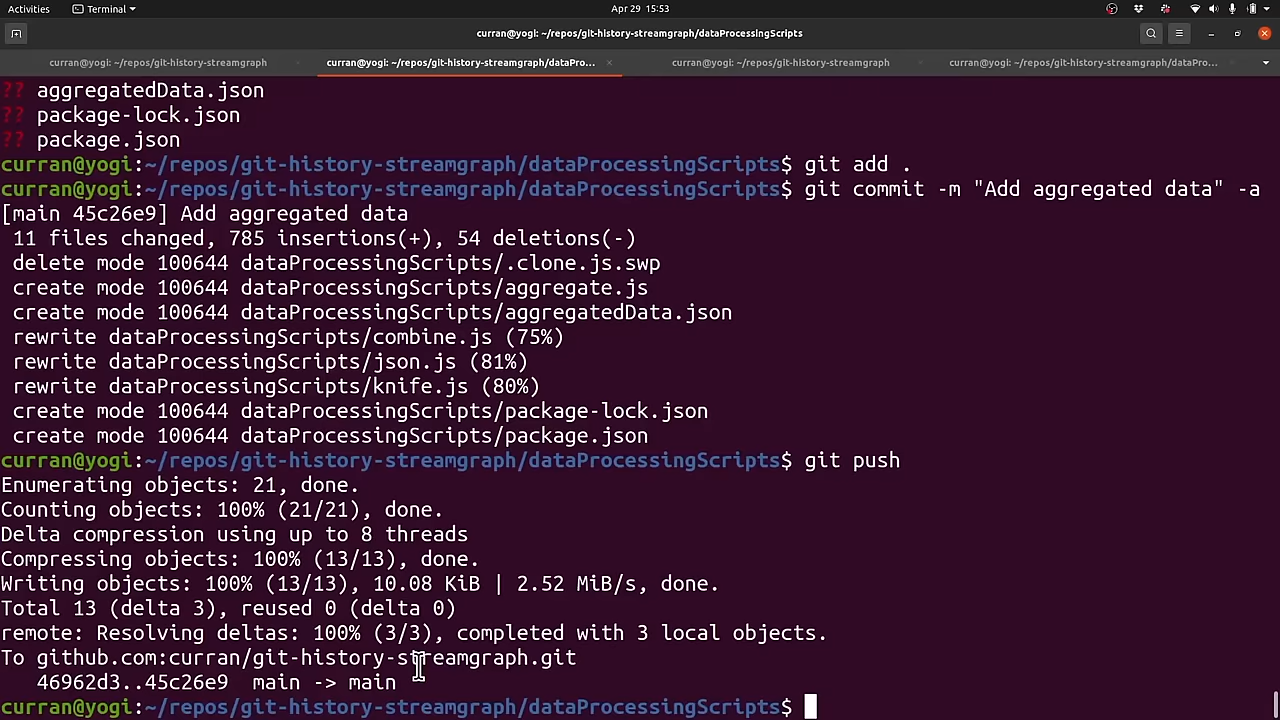 Activities Terminal Apr 29 15:53
curran@yogi: ~/repos/git-history-streamgraph/dataProcessingScripts
curran@yogi: ~/repos/git-history-streamgraph curran@yogi: ~/repos/git-history-streamgraph/dataPro... curran@yogi: ~/repos/git-history-streamgraph curran@yogi: ~/repos/git-history-streamgraph/dataPro...
?? aggregatedData.json
?? package-lock.json
?? package.json
curran@yogi:~/repos/git-history-streamgraph/dataProcessingScripts$ git add .
curran@yogi:~/repos/git-history-streamgraph/dataProcessingScripts$ git commit -m "Add aggregated data" -a
[main 45c26e9] Add aggregated data
11 files changed, 785 insertions(+), 54 deletions(-)
delete mode 100644 dataProcessingScripts/.clone.js.swp
create mode 100644 dataProcessingScripts/aggregate.js
create mode 100644 dataProcessingScripts/aggregatedData.json
rewrite dataProcessingScripts/combine.js (75%)
rewrite dataProcessingScripts/json.js (81%)
rewrite dataProcessingScripts/knife.js (80%)
create mode 100644 dataProcessingScripts/package-lock.json
create mode 100644 dataProcessingScripts/package.json
curran@yogi:~/repos/git-history-streamgraph/dataProcessingScripts$ git push
Enumerating objects: 21, done.
Counting objects: 100% (21/21), done.
Delta compression using up to 8 threads
Compressing objects: 100% (13/13), done.
Writing objects: 100% (13/13), 10.08 KiB | 2.52 MiB/s, done.
Total 13 (delta 3), reused 0 (delta 0)
remote: Resolving deltas: 100% (3/3), completed with 3 local objects.
To github.com:curran/git-history-streamgraph.git
46962d3..45c26e9 main -> main
curran@yogi:~/repos/git-history-streamgraph/dataProcessingScripts$